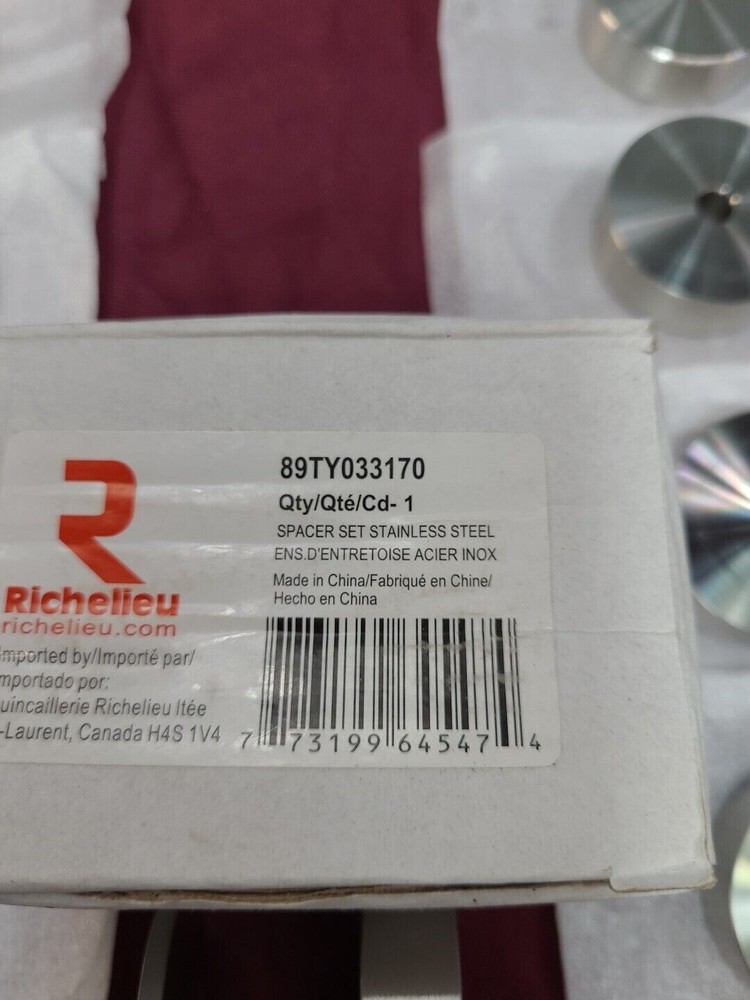 89TY033170
Qty/Qté/Cd- 1
SPACER SET STAINLESS STEEL
ENS.D'ENTRETOISE ACIER INOX
Made in China/Fabriqué en Chine/
Hecho en China
R
Richelieu
richelieu.com
Imported by/Importé par/
mportado por:
uincaillerie Richelieu ltée
-Laurent, Canada H4S 1V4
7 73199 64547 4